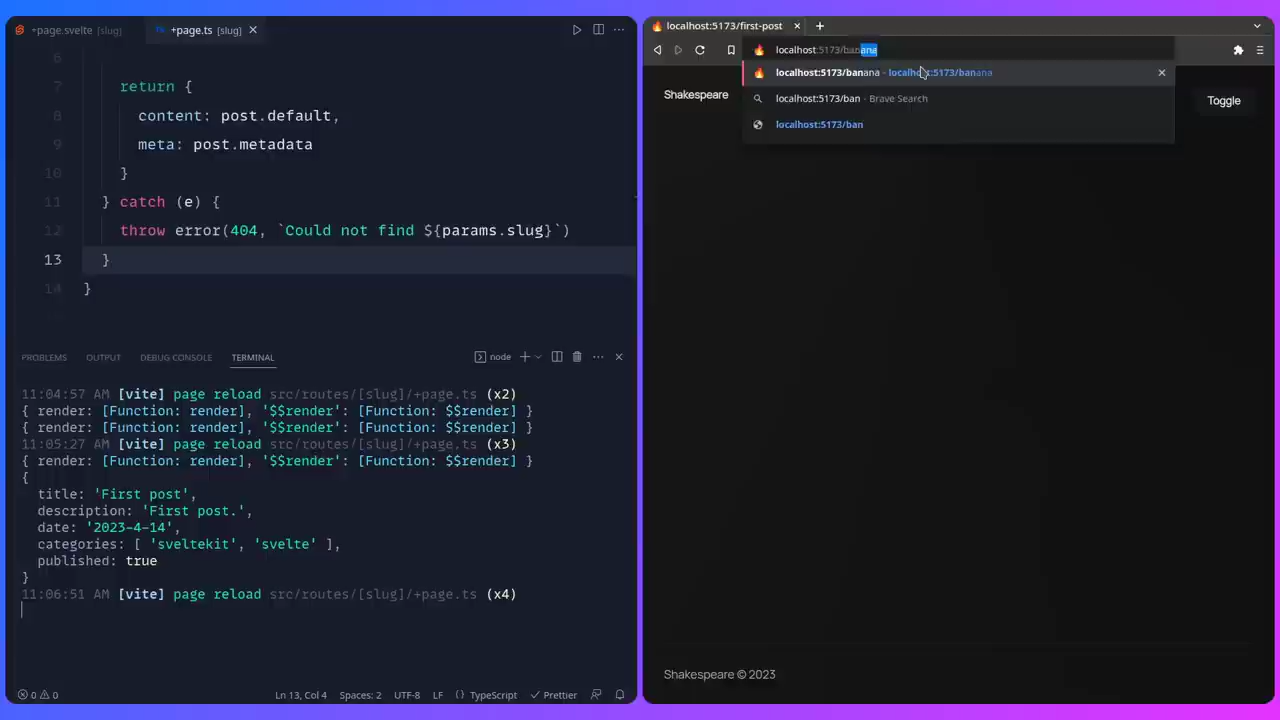 +page.svelte [slug]
TS +page.ts [slug]
6
7 return {
8 content: post.default,
9 meta: post.metadata
10 }
11 } catch (e) {
12 throw error(404, `Could not find ${params.slug}`)
13 }
14 }
PROBLEMS OUTPUT DEBUG CONSOLE TERMINAL node
11:04:57 AM [vite] page reload src/routes/[slug]/+page.ts (x2)
{ render: [Function: render], '$$render': [Function: $$render] }
{ render: [Function: render], '$$render': [Function: $$render] }
11:05:27 AM [vite] page reload src/routes/[slug]/+page.ts (x3)
{ render: [Function: render], '$$render': [Function: $$render] }
{
title: 'First post',
description: 'First post.',
date: '2023-4-14',
categories: [ 'sveltekit', 'svelte' ],
published: true
}
11:06:51 AM [vite] page reload src/routes/[slug]/+page.ts (x4)
0 0 Ln 13, Col 4 Spaces: 2 UTF-8 LF {} TypeScript Prettier
localhost:5173/first-post
localhost:5173/banana
localhost:5173/banana - localhost:5173/banana
localhost:5173/ban - Brave Search
localhost:5173/ban
Shakespeare
Toggle
Shakespeare © 2023